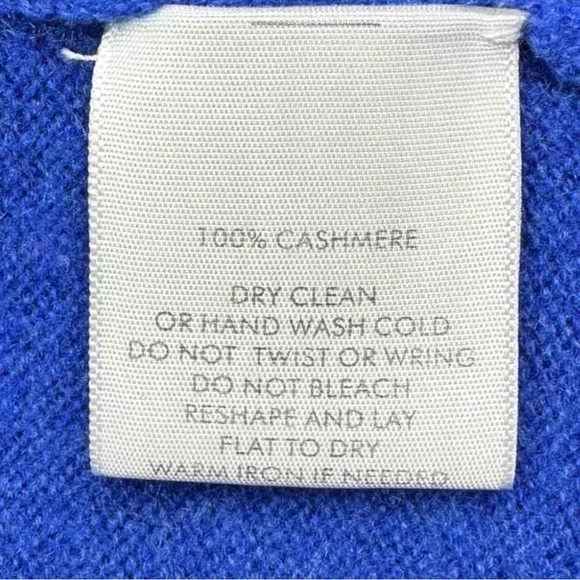 100% CASHMERE
DRY CLEAN
OR HAND WASH COLD
DO NOT TWIST OR WRING
DO NOT BLEACH
RESHAPE AND LAY
FLAT TO DRY
WARM IRON IF NEEDED